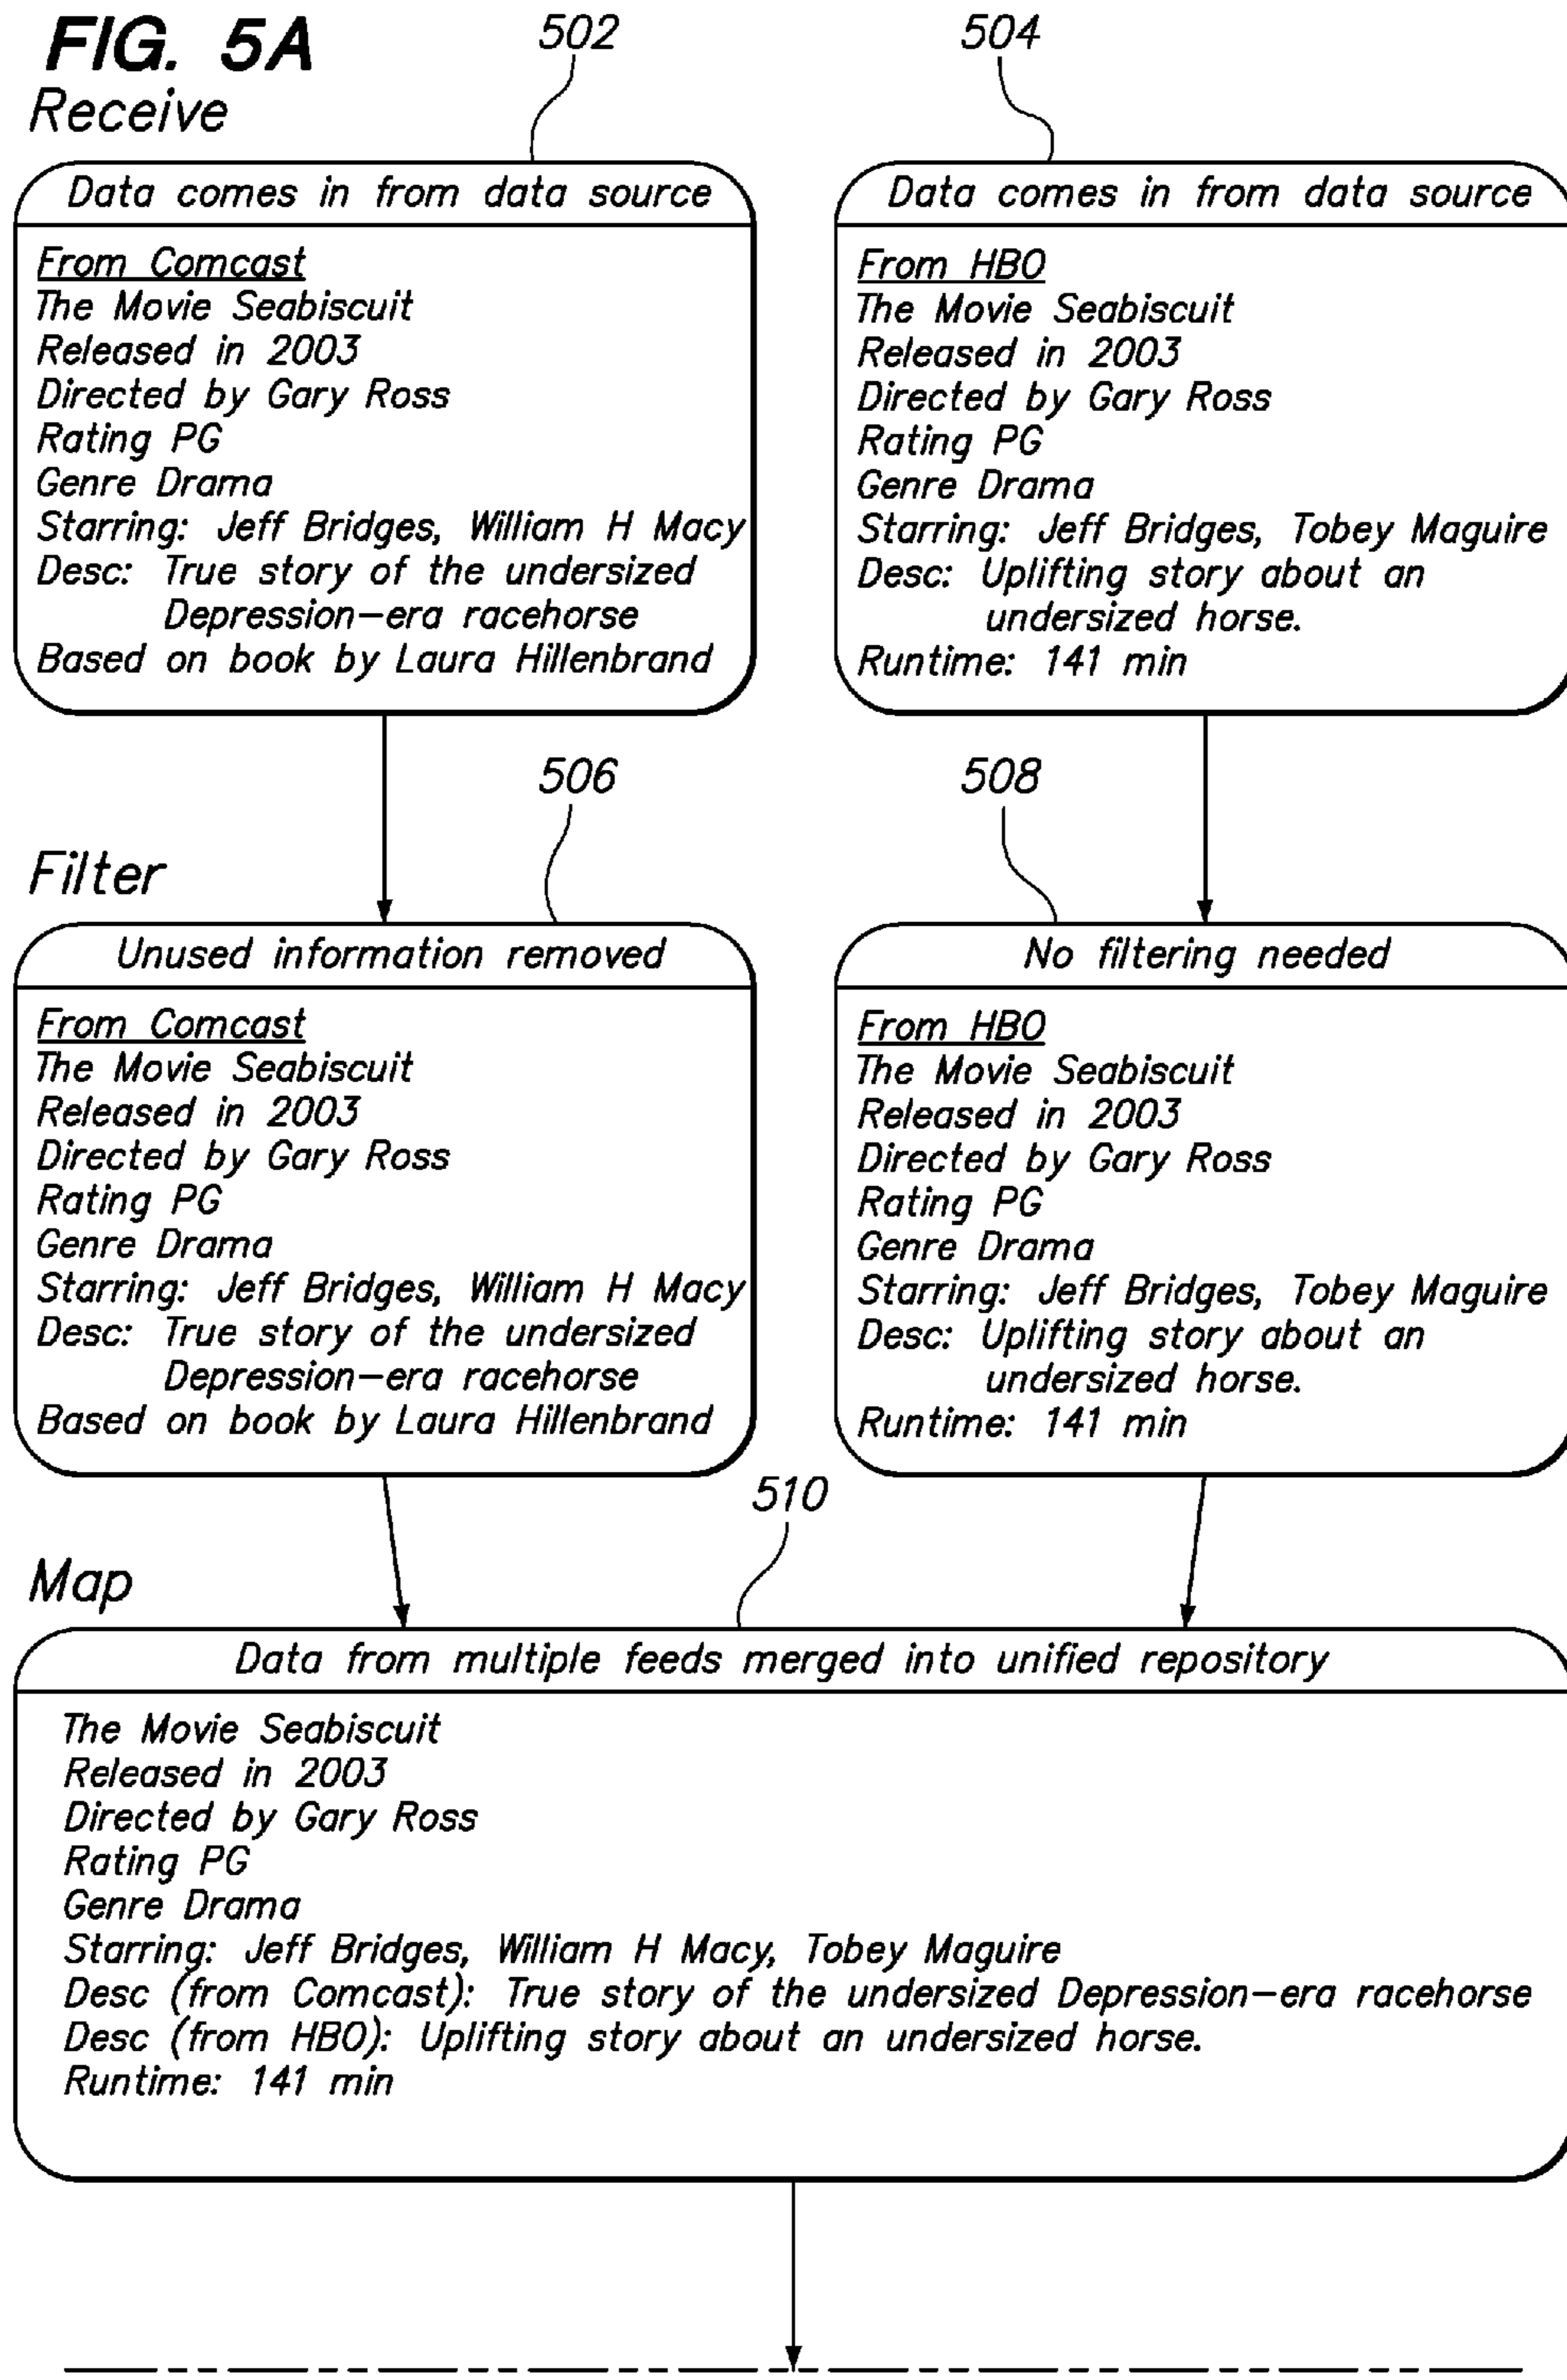 FIG. 5A
Receive
502
504
Data comes in from data source
From Comcast
The Movie Seabiscuit
Released in 2003
Directed by Gary Ross
Rating PG
Genre Drama
Starring: Jeff Bridges, William H Macy
Desc: True story of the undersized
Depression-era racehorse
Based on book by Laura Hillenbrand
Data comes in from data source
From HBO
The Movie Seabiscuit
Released in 2003
Directed by Gary Ross
Rating PG
Genre Drama
Starring: Jeff Bridges, Tobey Maguire
Desc: Uplifting story about an
undersized horse.
Runtime: 141 min
Filter
506
508
Unused information removed
From Comcast
The Movie Seabiscuit
Released in 2003
Directed by Gary Ross
Rating PG
Genre Drama
Starring: Jeff Bridges, William H Macy
Desc: True story of the undersized
Depression-era racehorse
Based on book by Laura Hillenbrand
No filtering needed
From HBO
The Movie Seabiscuit
Released in 2003
Directed by Gary Ross
Rating PG
Genre Drama
Starring: Jeff Bridges, Tobey Maguire
Desc: Uplifting story about an
undersized horse.
Runtime: 141 min
Map
510
Data from multiple feeds merged into unified repository
The Movie Seabiscuit
Released in 2003
Directed by Gary Ross
Rating PG
Genre Drama
Starring: Jeff Bridges, William H Macy, Tobey Maguire
Desc (from Comcast): True story of the undersized Depression-era racehorse
Desc (from HBO): Uplifting story about an undersized horse.
Runtime: 141 min